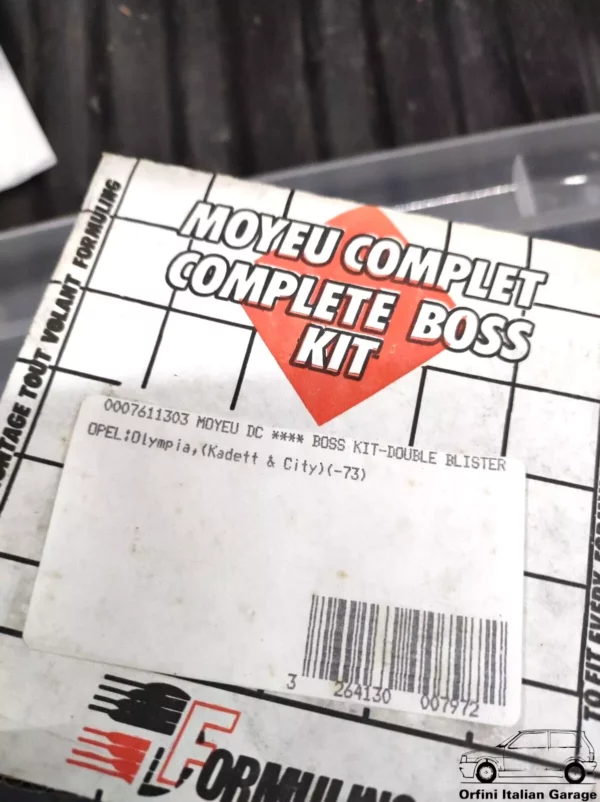 MOYEU COMPLET
COMPLETE BOSS
KIT
MONTAGE TOUT VOLANT FORMULING
0007611303 MOYEU DC **** BOSS KIT-DOUBLE BLISTER
OPEL:Olympia,(Kadett & City)(-73)
3 264130 007972
TO FIT EVERY
FORMULING
Orfini Italian Garage